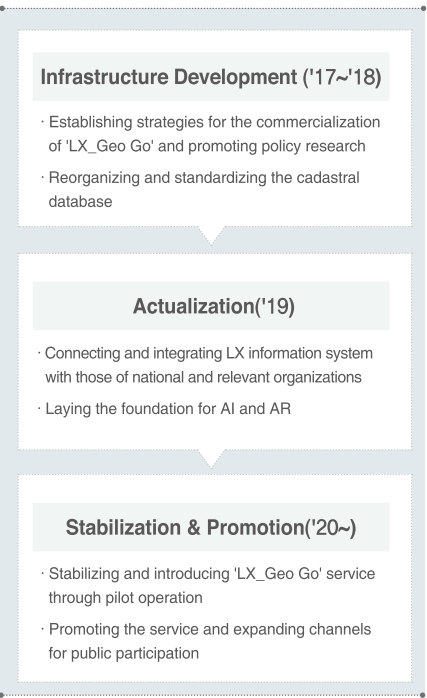 Infrastructure Development ('17~'18)
· Establishing strategies for the commercialization
of 'LX_Geo Go' and promoting policy research
· Reorganizing and standardizing the cadastral
database
Actualization('19)
· Connecting and integrating LX information system
with those of national and relevant organizations
· Laying the foundation for AI and AR
Stabilization & Promotion('20~)
· Stabilizing and introducing 'LX_Geo Go' service
through pilot operation
· Promoting the service and expanding channels
for public participation